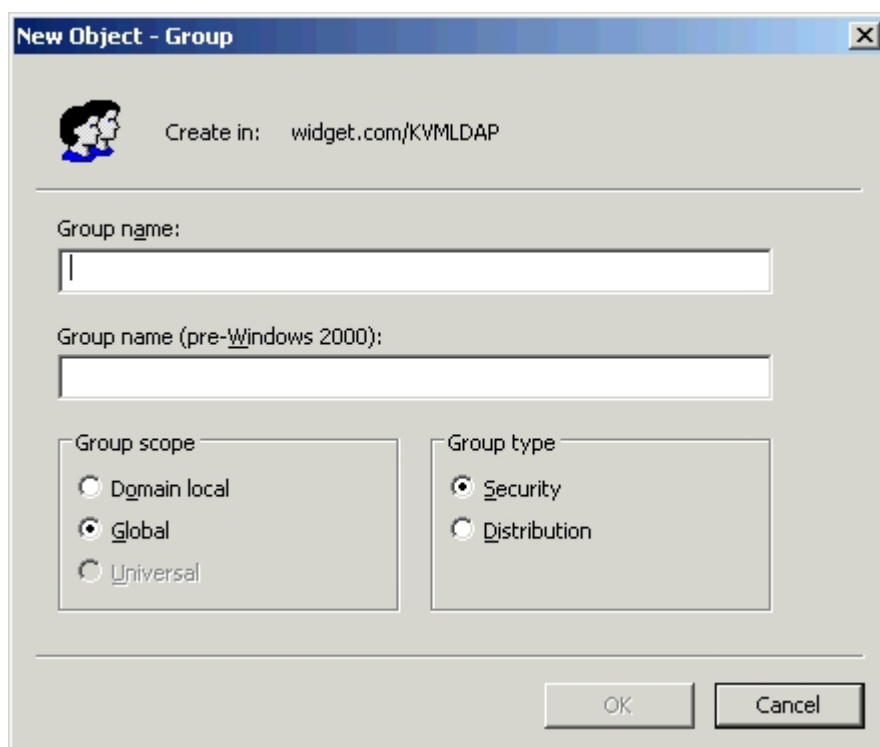 New Object - Group
Create in: widget.com/KVMLDAP
Group name:
Group name (pre-Windows 2000):
Group scope
Domain local
Global
Universal
Group type
Security
Distribution
OK
Cancel